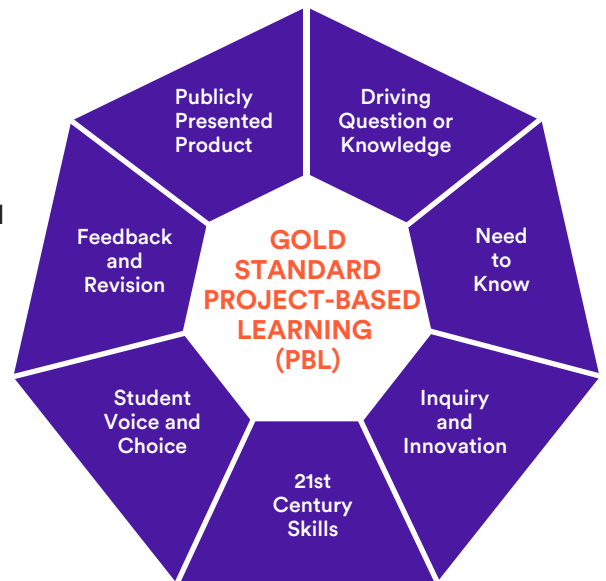 GOLD
STANDARD
PROJECT-BASED
LEARNING
(PBL)
Driving
Question or
Knowledge
Need
to
Know
Inquiry
and
Innovation
21st
Century
Skills
Student
Voice and
Choice
Feedback
and
Revision
Publicly
Presented
Product